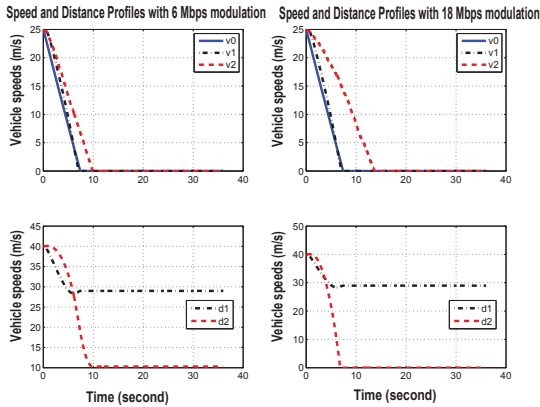 Speed and Distance Profiles with 6 Mbps modulation
Speed and Distance Profiles with 18 Mbps modulation
Vehicle speeds (m/s)
25
20
15
10
5
0
0 10 20 30 40
v0
v1
v2
Vehicle speeds (m/s)
25
20
15
10
5
0
0 10 20 30 40
v0
v1
v2
Vehicle speeds (m/s)
45
40
35
30
25
20
15
10
0 10 20 30 40
d1
d2
Time (second)
Vehicle speeds (m/s)
50
40
30
20
10
0
0 10 20 30 40
d1
d2
Time (second)